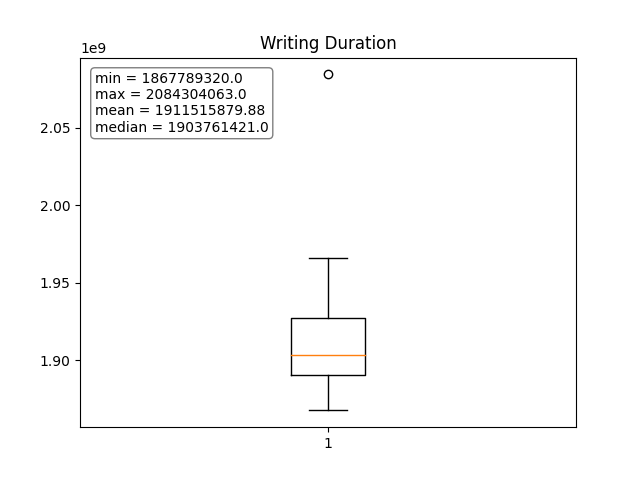 Writing Duration
1e9
min = 1867789320.0
max = 2084304063.0
mean = 1911515879.88
median = 1903761421.0
2.05
2.00
1.95
1.90
1